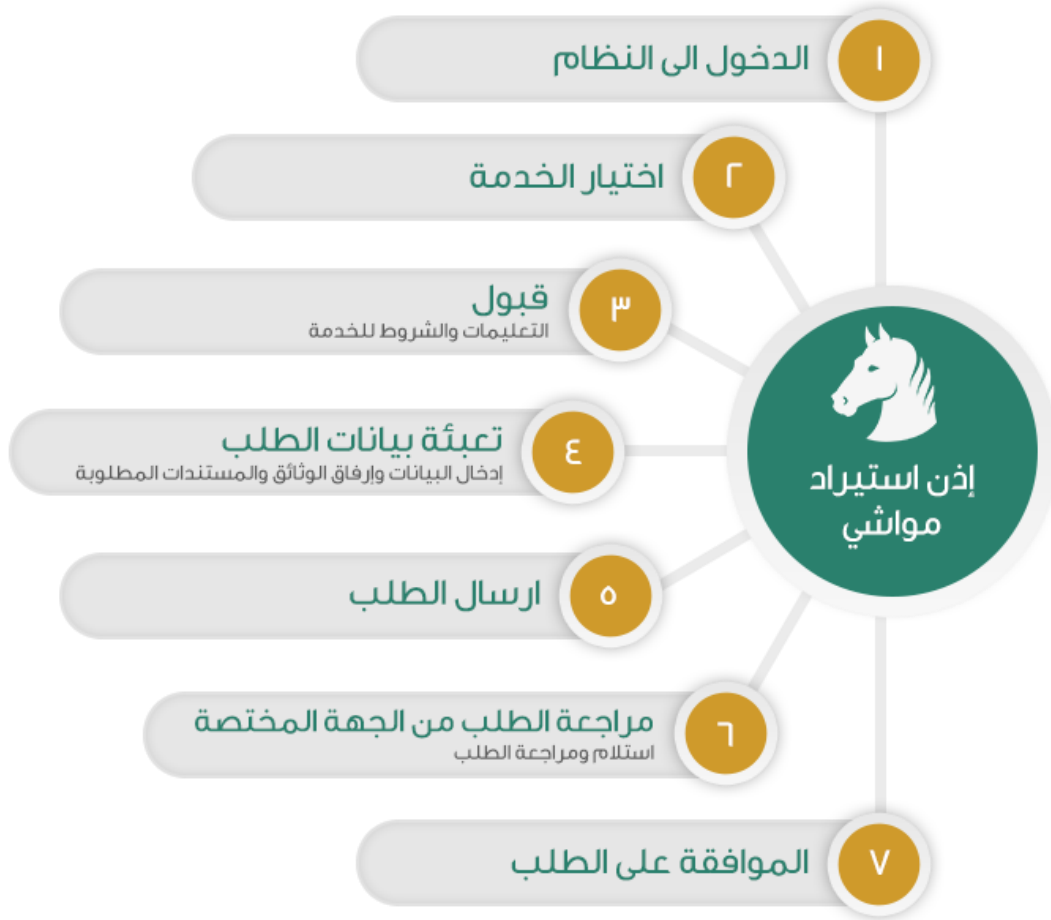 ١
الدخول الى النظام
٢
اختيار الخدمة
٣
قبول
التعليمات والشروط للخدمة
٤
تعبئة بيانات الطلب
إدخال البيانات وإرفاق الوثائق والمستندات المطلوبة
إذن استيراد
مواشي
٥
ارسال الطلب
٦
مراجعة الطلب من الجهة المختصة
استلام ومراجعة الطلب
٧
الموافقة على الطلب